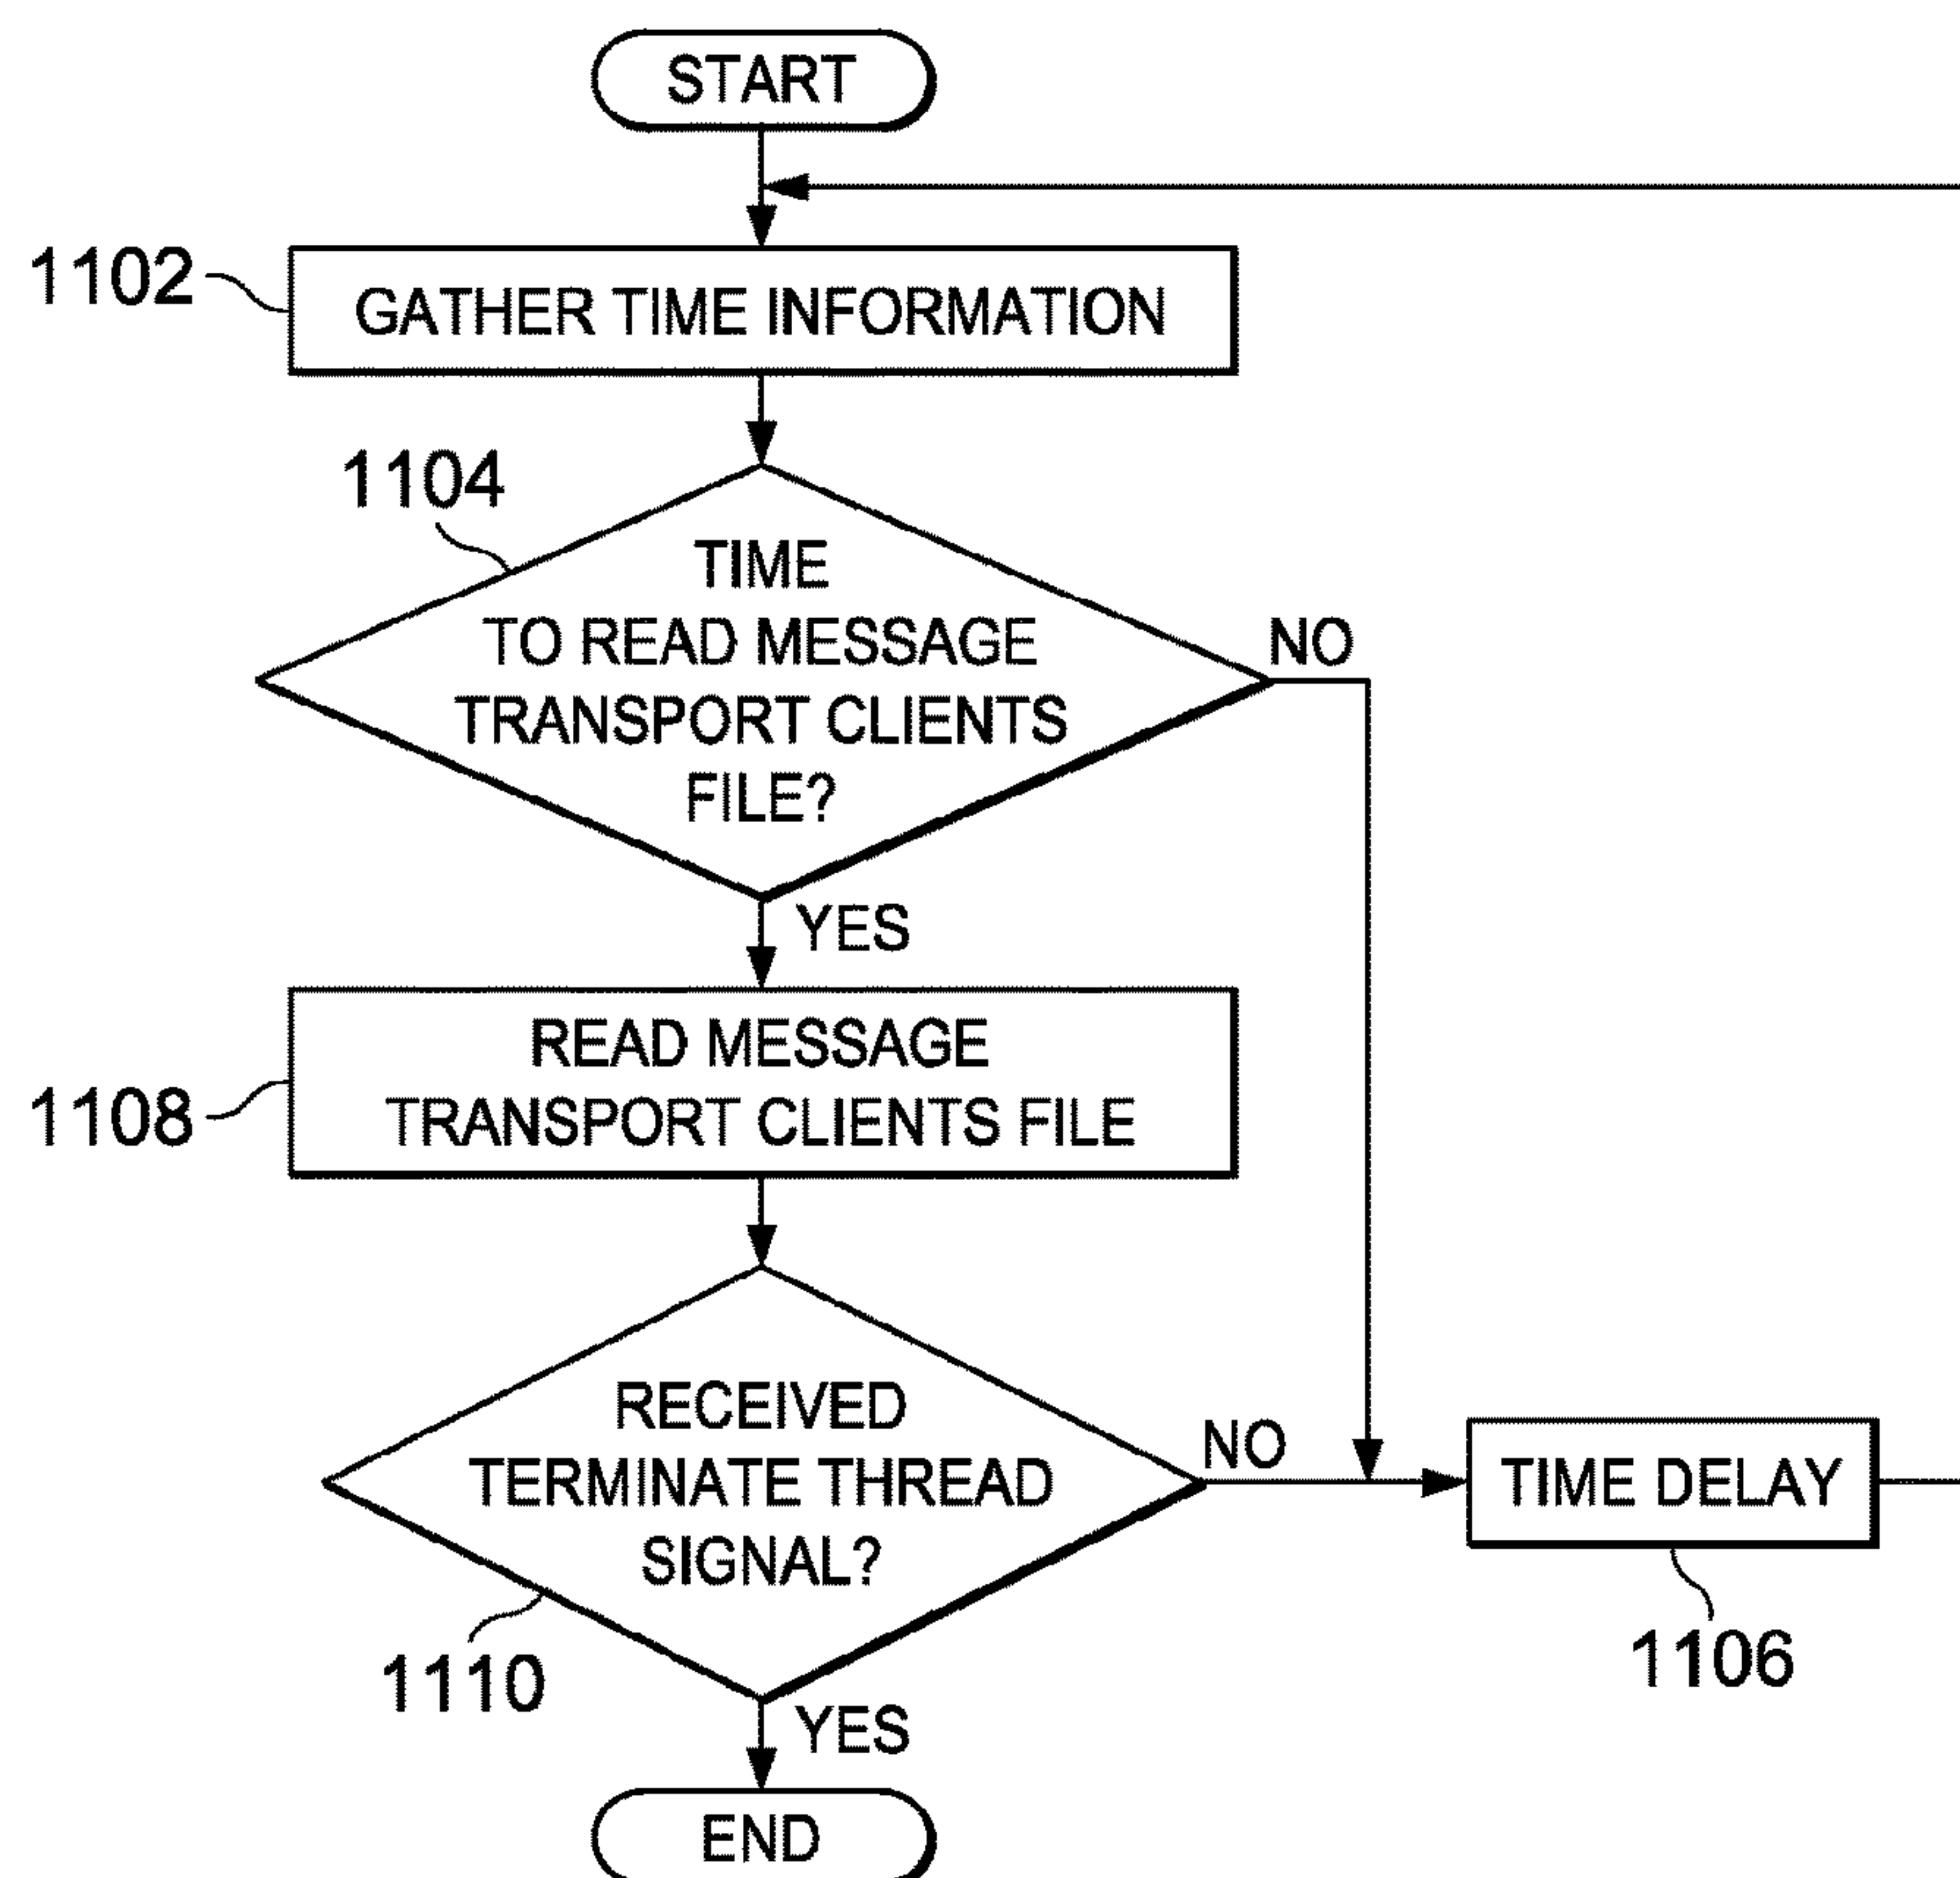 START
1102
GATHER TIME INFORMATION
1104
TIME
TO READ MESSAGE
TRANSPORT CLIENTS
FILE?
NO
YES
1108
READ MESSAGE
TRANSPORT CLIENTS FILE
RECEIVED
TERMINATE THREAD
SIGNAL?
NO
TIME DELAY
1106
1110
YES
END